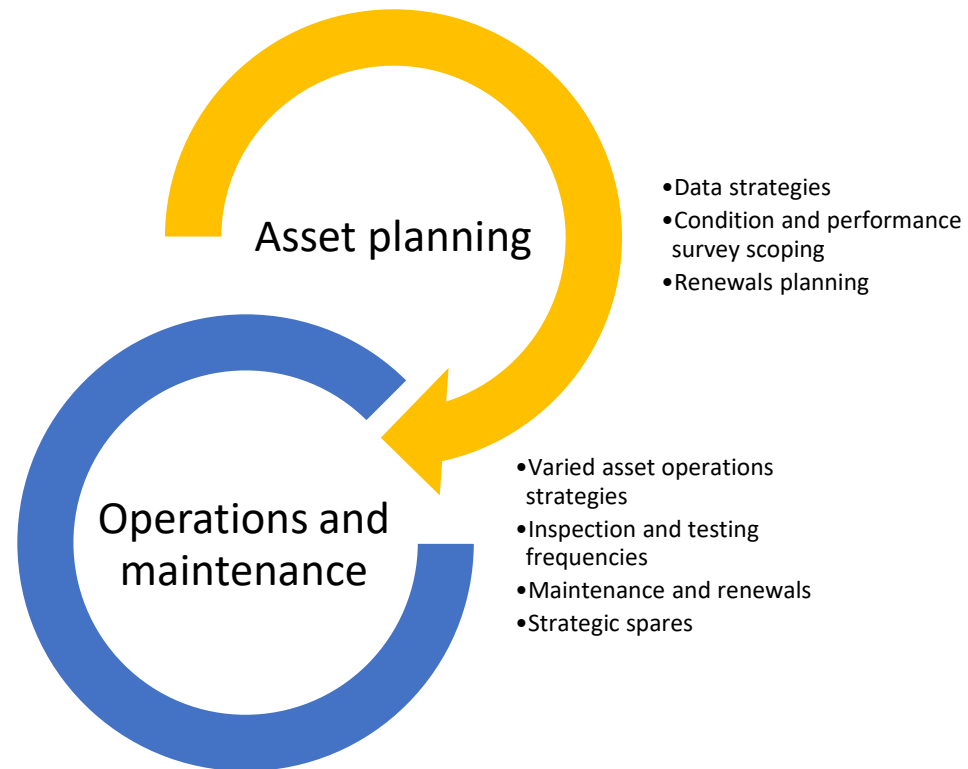 Asset planning
•Data strategies
•Condition and performance
survey scoping
•Renewals planning
Operations and
maintenance
•Varied asset operations
strategies
•Inspection and testing
frequencies
•Maintenance and renewals
•Strategic spares